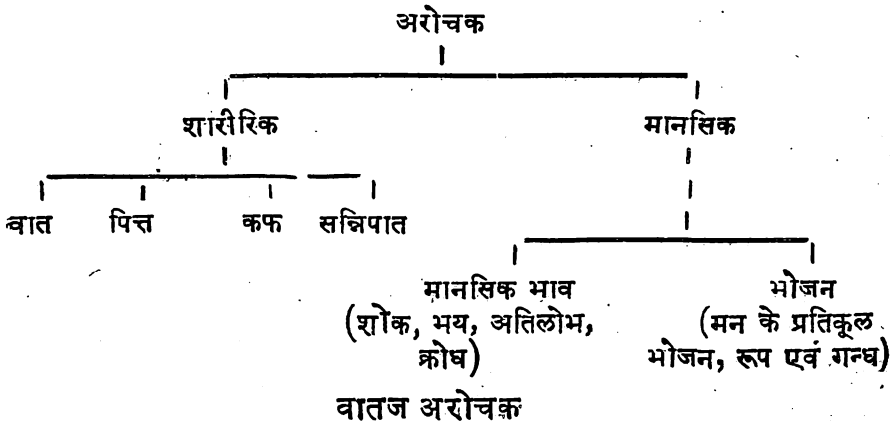 अरोचक
शारीरिक मानसिक
वात पित्त कफ सन्निपात
मानसिक भाव भोजन
(शोक, भय, अतिलोभ, (मन के प्रतिकूल
क्रोध) भोजन, रूप एवं गन्ध)
वातज अरोचक